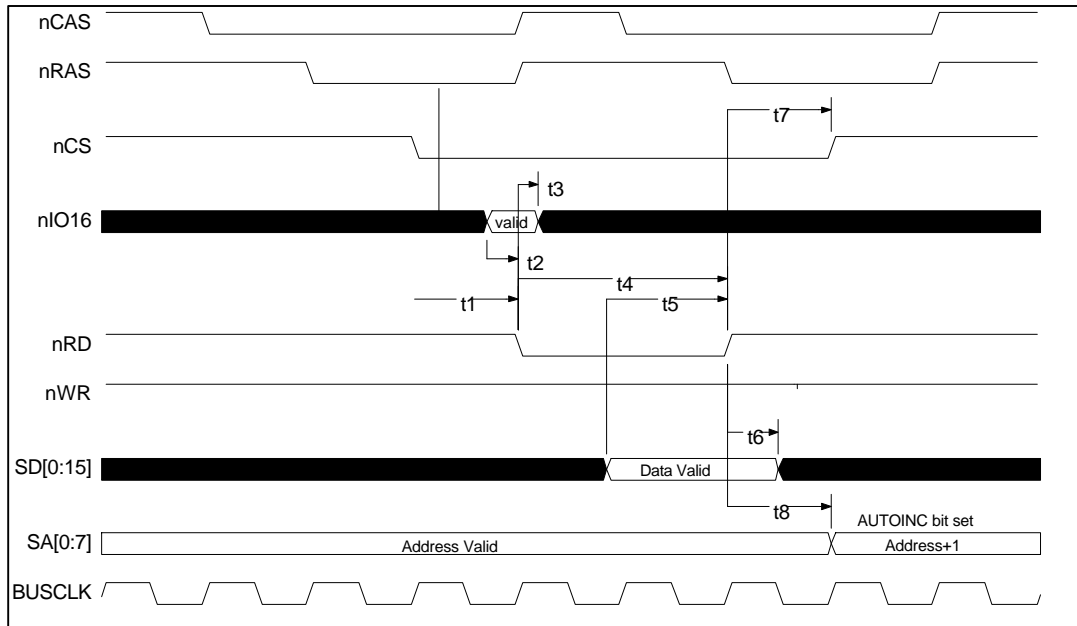 nCAS
nRAS
t7
nCS
t3
nIO16
valid
t2
t4
t1
t5
nRD
nWR
t6
SD[0:15]
Data Valid
t8
AUTOINC bit set
SA[0:7]
Address Valid
Address+1
BUSCLK